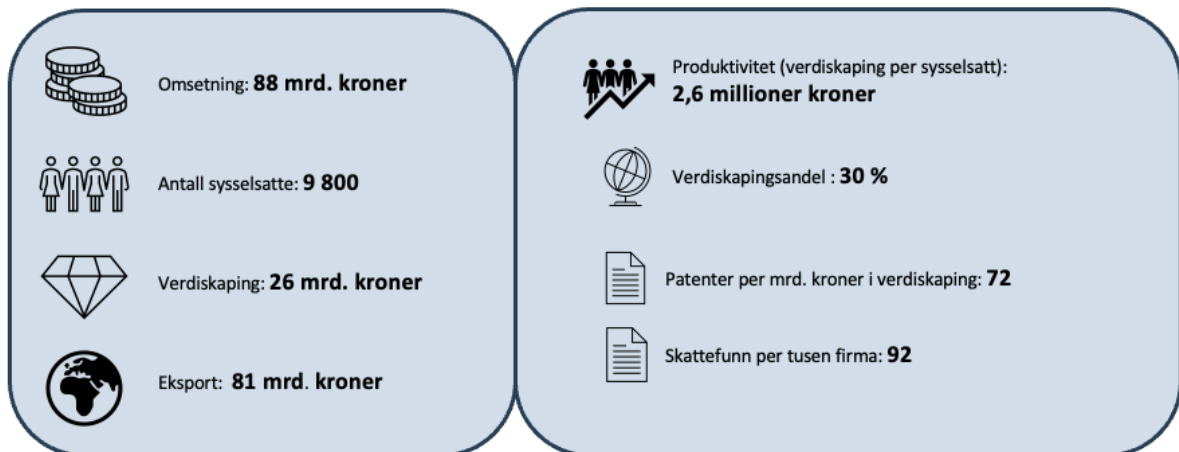 Omsetning: 88 mrd. kroner
Antall sysselsatte: 9 800
Verdiskaping: 26 mrd. kroner
Eksport: 81 mrd. kroner
Produktivitet (verdiskaping per sysselsatt):
2,6 millioner kroner
Verdiskapingsandel : 30 %
Patenter per mrd. kroner i verdiskaping: 72
Skattefunn per tusen firma: 92